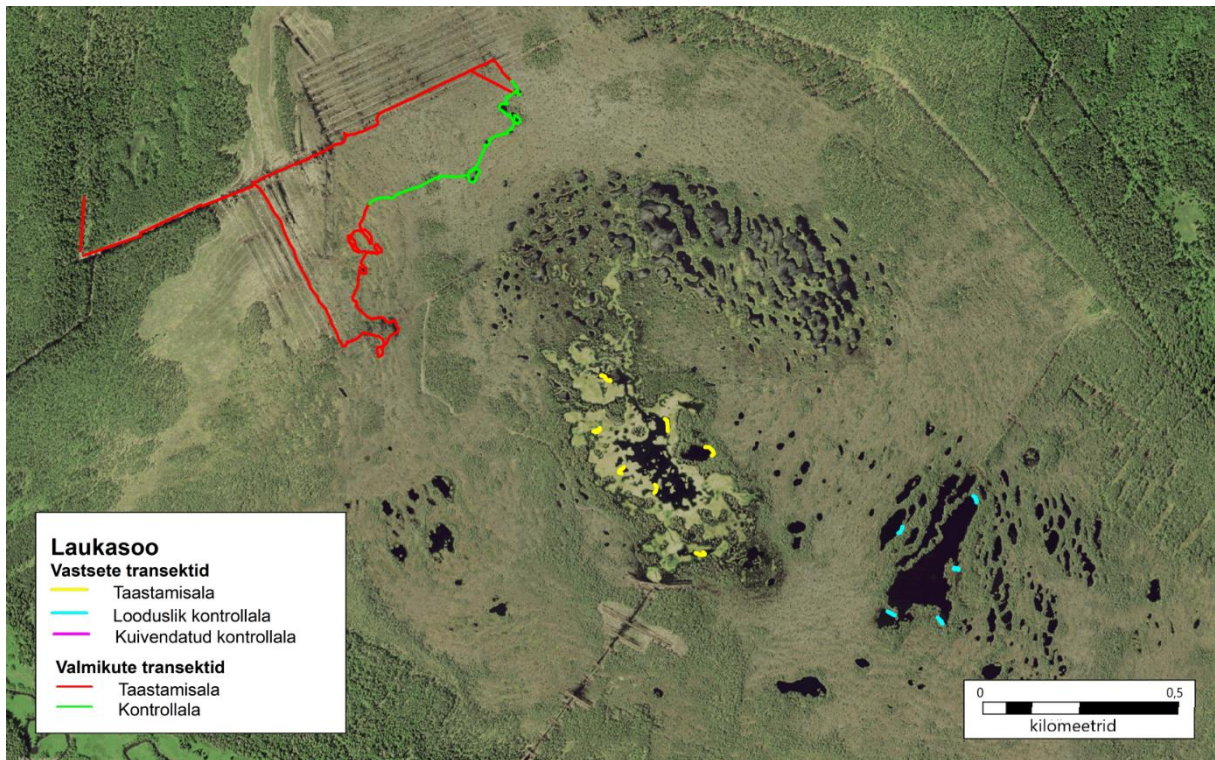 Laukasoo
Vastsete transektid
Taastamisala
Looduslik kontrollala
Kuivendatud kontrollala
Valmikute transektid
Taastamisala
Kontrollala
0 0,5
kilomeetrid